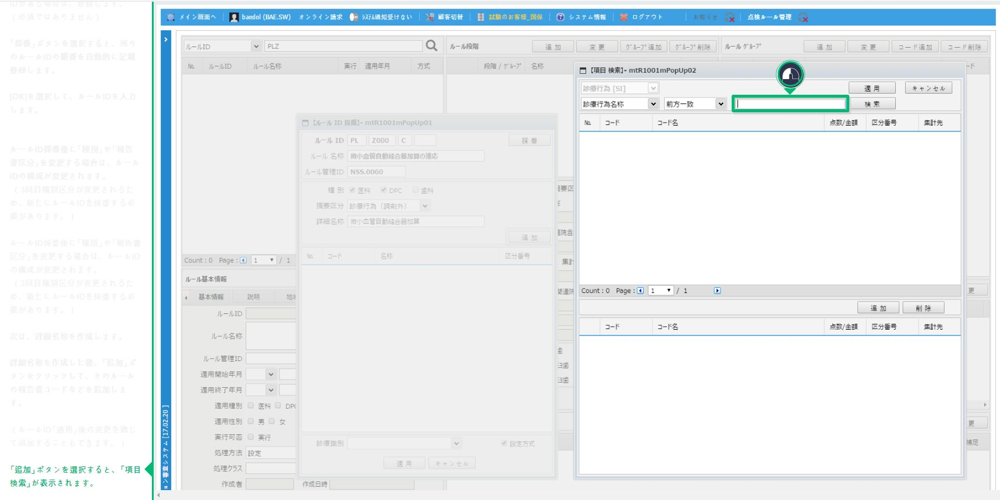 IDがある場合は、登録します。
（必須ではありません）
「採番」ボタンを選択すると、残り
のルールIDの順番を自動的に記載
登録します。
[OK]を選択して、ルールIDを入力
します。
ルールID採番後に「種別」や「報告
書区分」を変更する場合は、ルール
IDの構成が変更されます。
（3回目種別区分が変更されるた
め、新たにルールIDを採番する必
要があります。）
ルールID採番後に「種別」や「報告書
区分」を変更する場合は、ルールID
の構成が変更されます。
（3回目種別区分が変更されるた
め、新たにルールIDを採番する必
要があります。）
次は、詳細名称を作成します。
詳細名称を作成した後、「追加」ボ
タンをクリックして、そのルール
の報告書コードなどを追加しま
す。
（ルールID「適用」後の変更を通じ
て追加することもできます。）
「追加」ボタンを選択すると、「項目
検索」が表示されます。
メイン画面へ baedol (BAE.SW) オンライン請求 ｼｽﾃﾑ通知受けない 顧客切替 試験のお客様_国保 システム情報 ログアウト お知らせ 点検ルール管理
ョン審査システム [17.02.20 ]
ルールID PLZ
No. ルールID ルール名称 実行 適用年月 方式
Count : 0 Page : 1 / 1
ルール段階 追 加 変 更 ｸﾞﾙｰﾌﾟ追加 ｸﾞﾙｰﾌﾟ削除
段階 / ｸﾞﾙｰﾌﾟ 名称
ルール ｸﾞﾙｰﾌﾟ 追 加 変 更 コード追加 コード削除
ード
ルール基本情報
基本情報 説明 地
ルールID
ルール名称
ルール管理ID
適用開始年月
適用終了年月
適用種別 医科 DPC
適用性別 男 女
実行可否 実行
処理方法 設定
処理クラス
作成者 作成日時
【ルール ID 採番】- mtR1001mPopUp01
ルール ID PL Z000 C 採 番
ルール 名称 微小血管自動縫合器加算の適応
ルール管理ID NSS.0060
種 別 医科 DPC 歯科
摘要区分 診療行為（調剤外）
詳細名称 微小血管自動縫合器加算
追 加
No. コード 名称 区分番号
診療識別 設定方式
適 用 キャンセル
摘要区
院含
集計
関連院
歯
臼歯
臼歯
更
更
補足
【項目 検索】- mtR1001mPopUp02
診療行為 [SI] 適 用 キャンセル
診療行為名称 前方一致 検 索
No. コード コード名 点数/金額 区分番号 集計先
Count : 0 Page : 1 / 1
追 加 削 除
コード コード名 点数/金額 区分番号 集計先